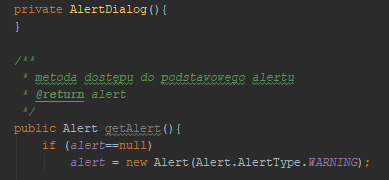 private AlertDialog(){
}
/**
* metoda dostępu do podstawowego alertu
* @return alert
*/
public Alert getAlert(){
if (alert==null)
alert = new Alert(Alert.AlertType.WARNING);